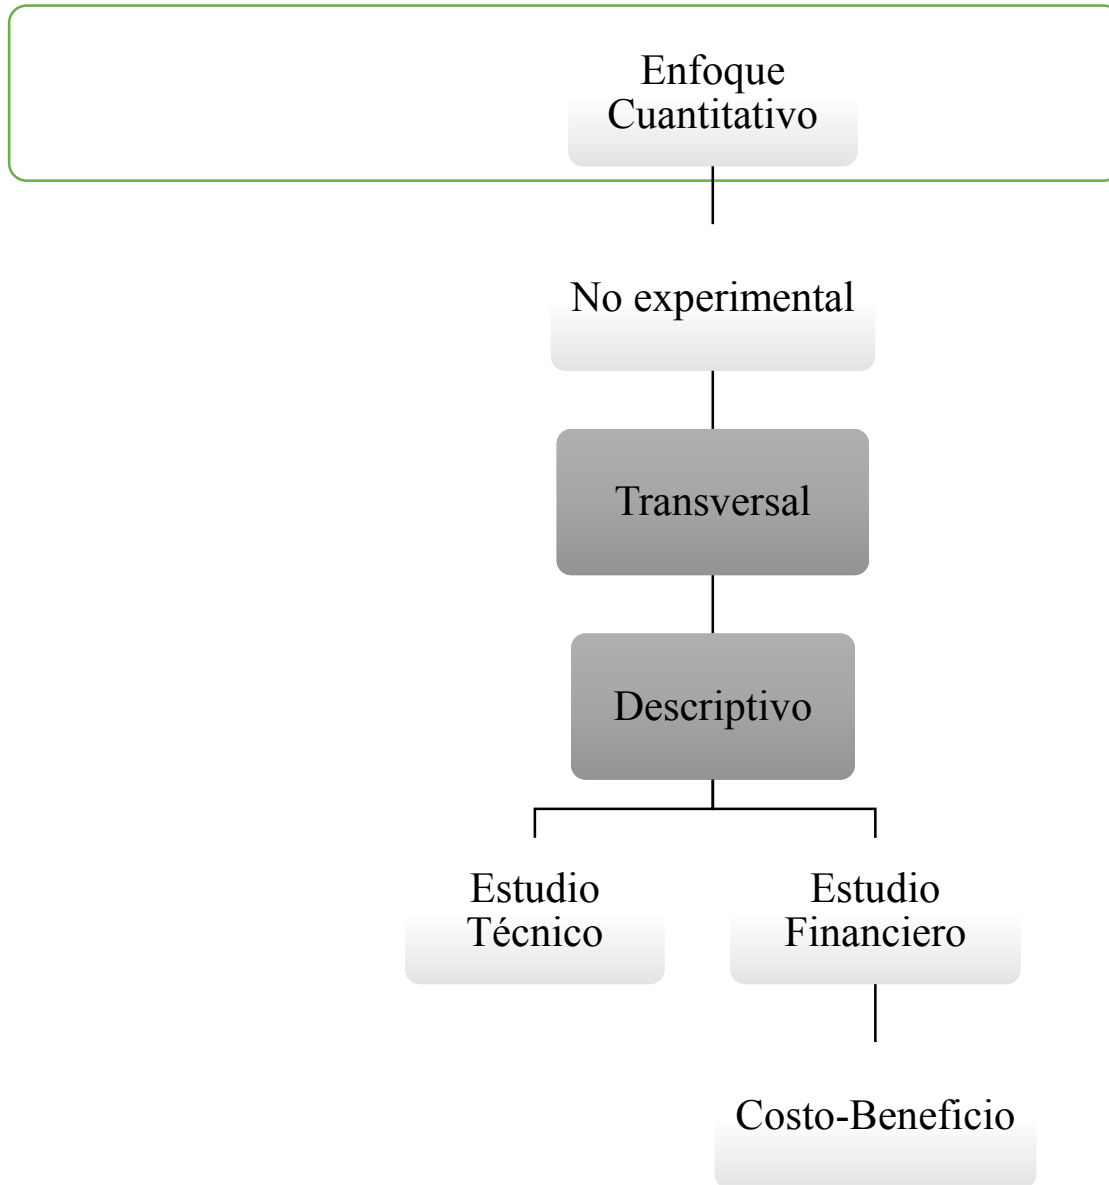 Enfoque
Cuantitativo
No experimental
Transversal
Descriptivo
Estudio
Técnico
Estudio
Financiero
Costo-Beneficio